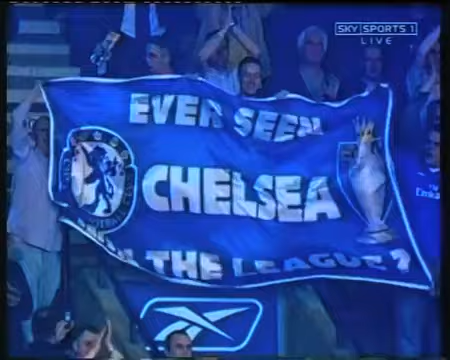 SKY SPORTS 1
LIVE
EVER SEEN
CHELSEA
THE LEAGUE?